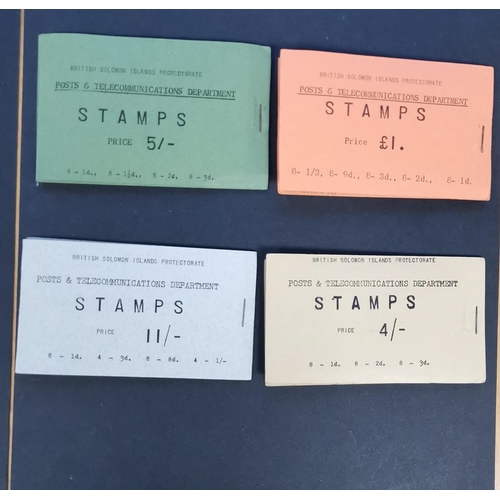 BRITISH SOLOMON ISLANDS PROTECTORATE
POSTS & TELECOMMUNICATIONS DEPARTMENT
STAMPS
PRICE 5/-
8 - 1d., 8 - 1½d., 8 - 2d, 8 - 3d.
BRITISH SOLOMON ISLANDS PROTECTORATE
POSTS & TELECOMMUNICATIONS DEPARTMENT
STAMPS
Price £1.
8- 1/3, 8- 9d., 8- 3d., 8- 2d., 8- 1d.
BRITISH SOLOMON ISLANDS PROTECTORATE
POSTS & TELECOMMUNICATIONS DEPARTMENT
STAMPS
PRICE 11/-
8 - 1d. 4 - 3d. 8 - 8d. 4 - 1/-
BRITISH SOLOMON ISLANDS PROTECTORATE
POSTS & TELECOMMUNICATIONS DEPARTMENT
STAMPS
PRICE 4/-
8 - 1d. 8 - 2d. 8 - 3d.